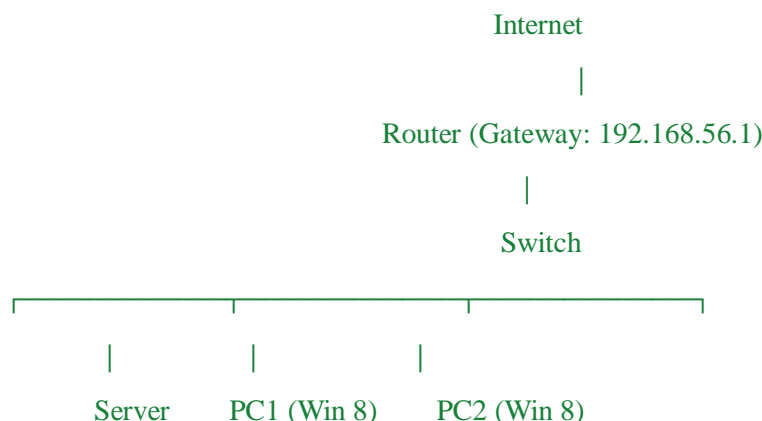 Internet
|
Router (Gateway: 192.168.56.1)
|
Switch
┌───────┬───────┬───────┐
| | |
Server PC1 (Win 8) PC2 (Win 8)